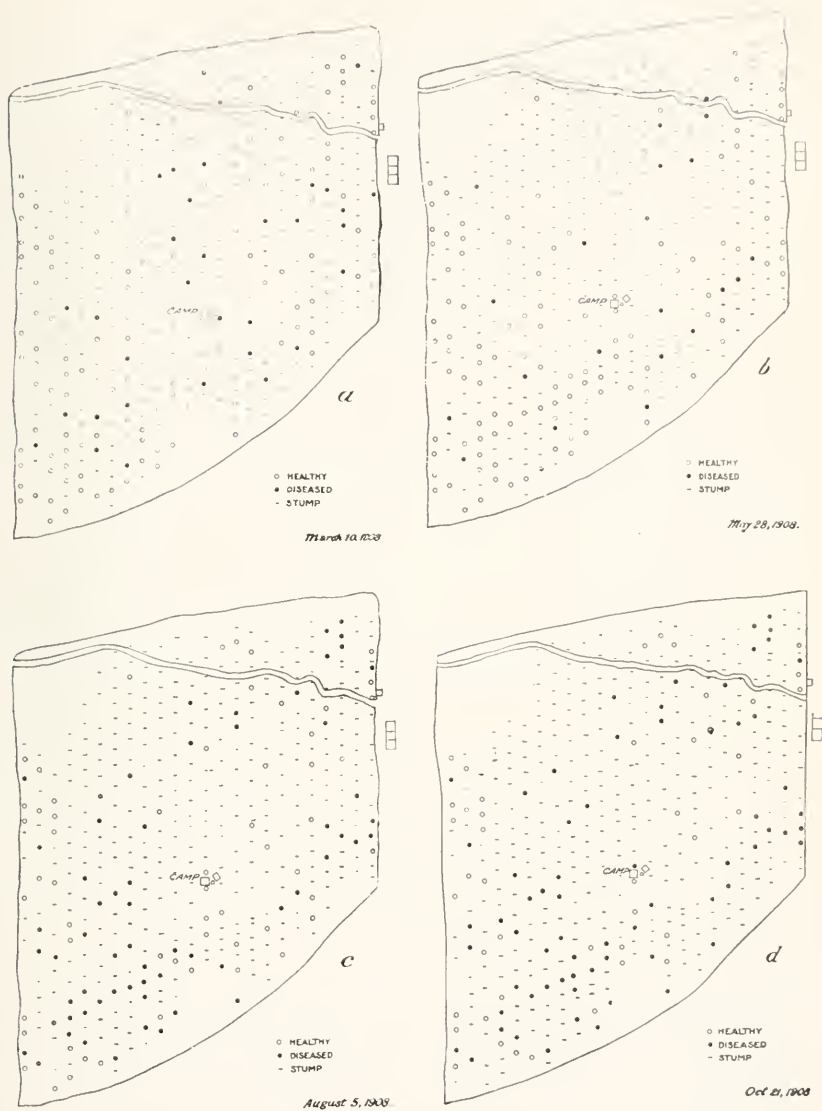 CAMP
a
○ HEALTHY
● DISEASED
- STUMP
March 10, 1908
CAMP
b
○ HEALTHY
● DISEASED
- STUMP
May 28, 1908.
CAMP
c
○ HEALTHY
● DISEASED
- STUMP
August 5, 1908
CAMP
d
○ HEALTHY
● DISEASED
- STUMP
Oct 21, 1908